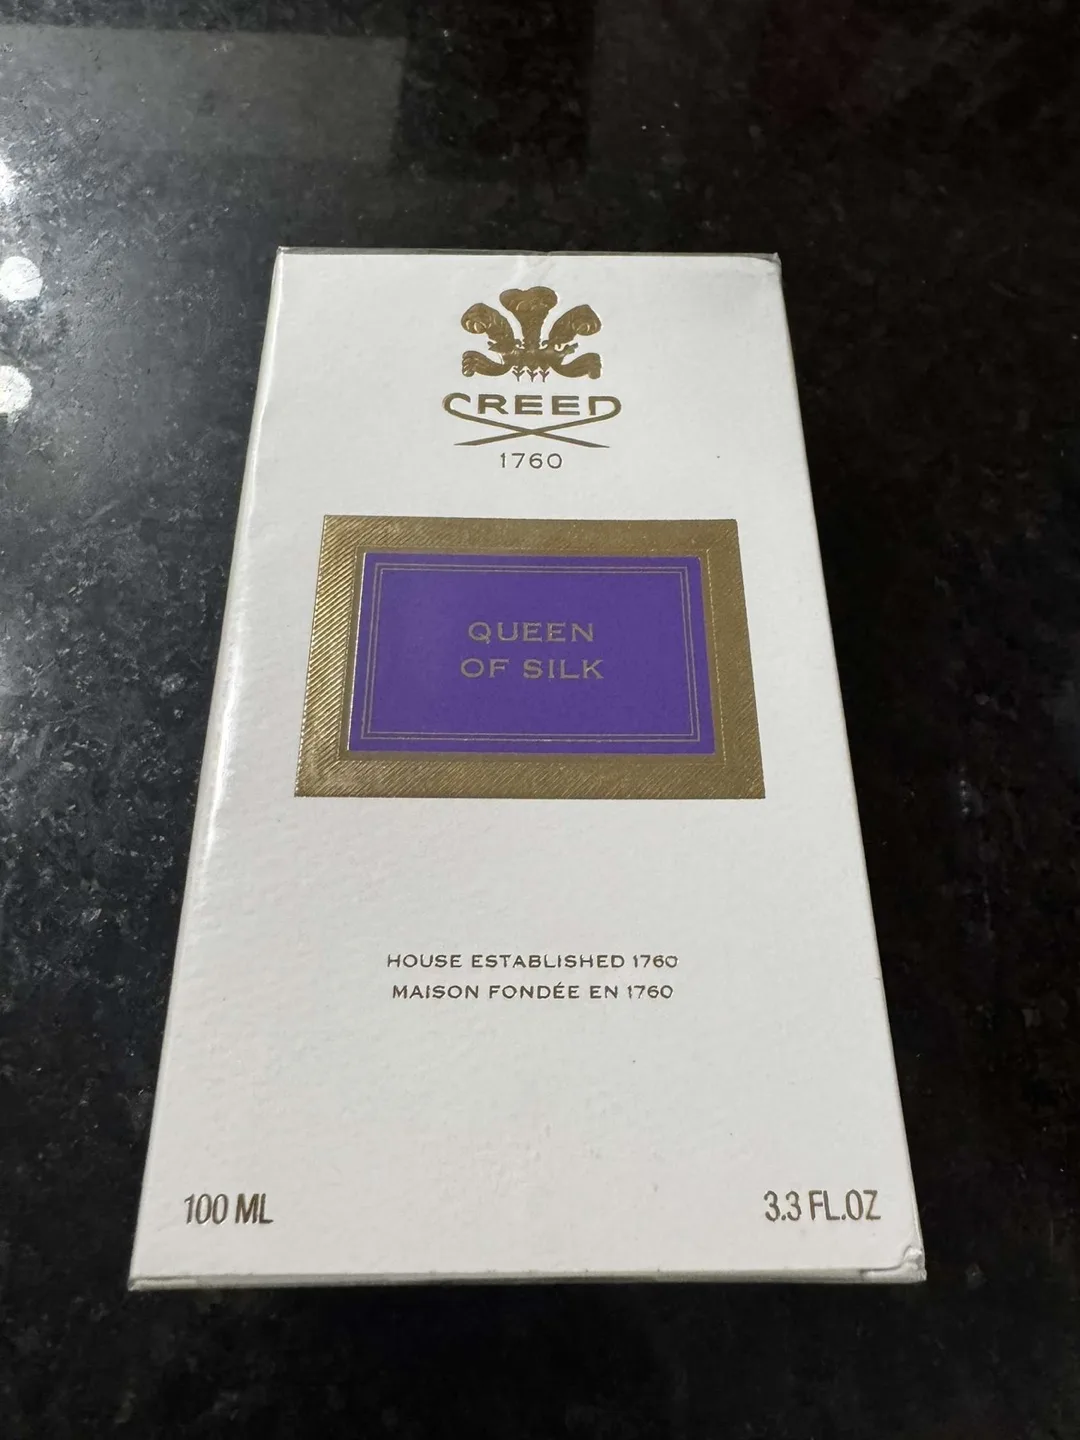 CREED
1760
QUEEN
OF SILK
HOUSE ESTABLISHED 1760
MAISON FONDÉE EN 1760
100 ML
3.3 FL.OZ